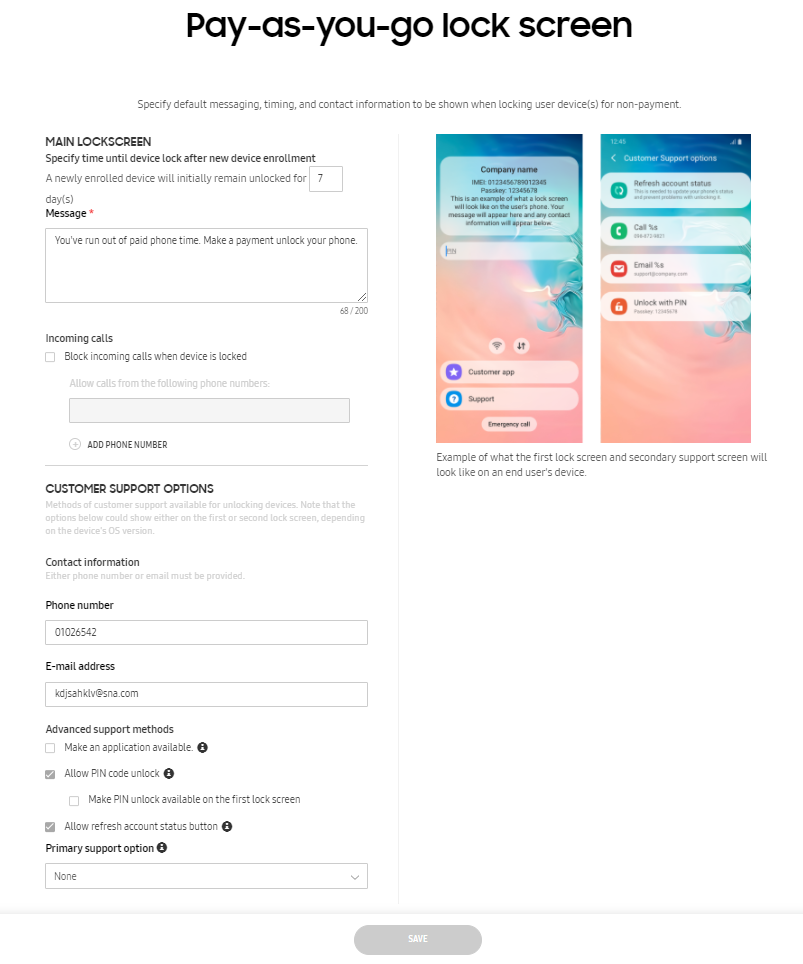 Pay-as-you-go lock screen
Specify default messaging, timing, and contact information to be shown when locking user device(s) for non-payment.
MAIN LOCKSCREEN
Specify time until device lock after new device enrollment
A newly enrolled device will initially remain unlocked for 7
day(s)
Message *
You've run out of paid phone time. Make a payment unlock your phone.
68 / 200
Incoming calls
Block incoming calls when device is locked
Allow calls from the following phone numbers:
ADD PHONE NUMBER
CUSTOMER SUPPORT OPTIONS
Methods of customer support available for unlocking devices. Note that the
options below could show either on the first or second lock screen, depending
on the device's OS version.
Contact information
Either phone number or email must be provided.
Phone number
01026542
E-mail address
kdjsahklv@sna.com
Advanced support methods
Make an application available.
Allow PIN code unlock
Make PIN unlock available on the first lock screen
Allow refresh account status button
Primary support option
None
Company name
IMEI: 0123456789012345
Passkey: 12345678
This is an example of what a lock screen
will look like on the user's phone. Your
message will appear here and any contact
information will appear below.
PIN
Customer app
Support
Emergency call
12:45
Customer Support options
Refresh account status
This is needed to update your phone's status
and prevent problems with unlocking it.
Call %s
Email %s
support@company.com
Unlock with PIN
Passkey: 12345678
Example of what the first lock screen and secondary support screen will
look like on an end user's device.
SAVE